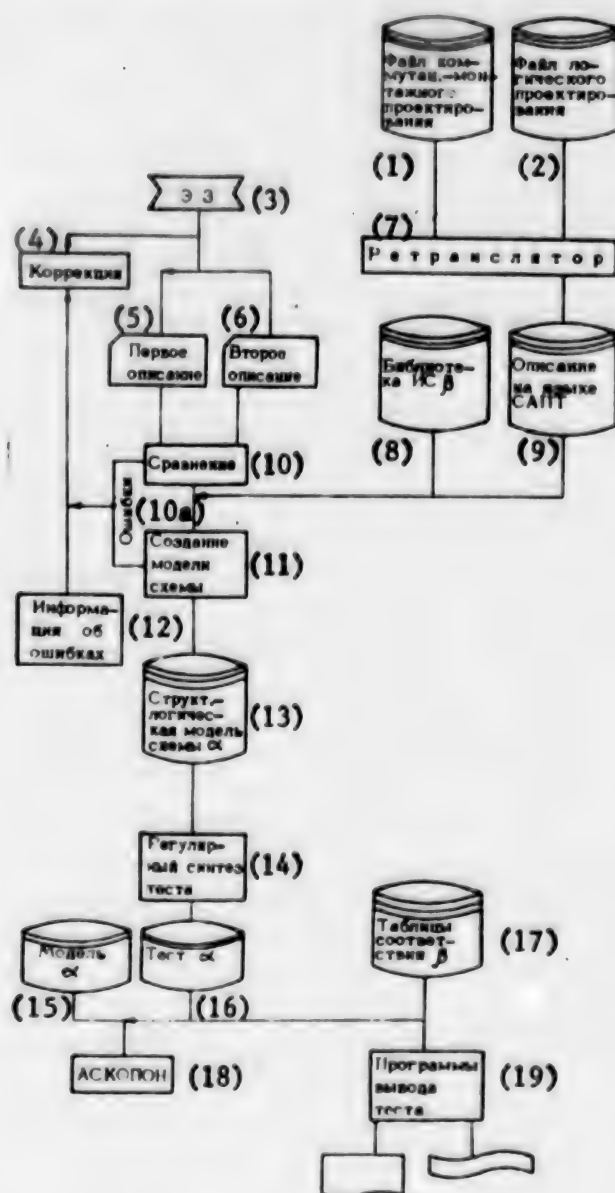 Файл ком-
мутац.-мон-
тажного
проектиро-
вания
(1)
Файл ло-
гического
проектиро-
вания
(2)
Э З
(3)
(4)
Коррекция
(7)
Ретранслятор
(5)
Первое
описание
(6)
Второе
описание
Библиоте-
ка ИС β
(8)
Описание
на языке
САПТ
(9)
Сравнение
(10)
Ошибки
(10a)
Создание
модели
схемы
(11)
Информа-
ция об
ошибках
(12)
Структ.-
логичес-
кая модель
схемы α
(13)
Регуляр-
ный синтез
теста
(14)
Модель
α
(15)
Тест α
(16)
Таблицы
соответ-
ствия β
(17)
АСКОПОН
(18)
Программы
вывода
теста
(19)